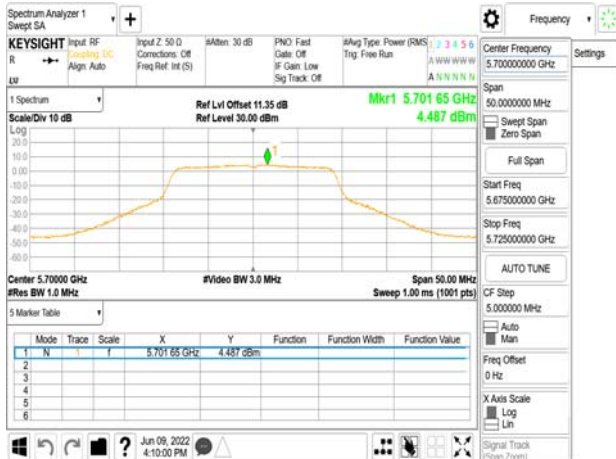 Spectrum Analyzer 1
Swept SA
Frequency
KEYSIGHT
R
Input: RF
Coupling: DC
Align: Auto
Input Z: 50 Ω
Corrections: Off
Freq Ref: Int (S)
#Atten: 30 dB
PNO: Fast
Gate: Off
IF Gain: Low
Sig Track: Off
#Avg Type: Power (RMS
Trig: Free Run
1 2 3 4 5 6
A W W W W W
A N N N N N
1 Spectrum
Scale/Div 10 dB
Ref Lvl Offset 11.35 dB
Ref Level 30.00 dBm
Mkr1 5.701 65 GHz
4.487 dBm
Log
20.0
10.0
0.00
-10.0
-20.0
-30.0
-40.0
-50.0
-60.0
1
Center 5.70000 GHz
#Video BW 3.0 MHz
Span 50.00 MHz
#Res BW 1.0 MHz
Sweep 1.00 ms (1001 pts)
5 Marker Table
Mode Trace Scale X Y Function Function Width Function Value
1 N 1 f 5.701 65 GHz 4.487 dBm
2
3
4
5
6
Jun 09, 2022
4:10:00 PM
Center Frequency
5.700000000 GHz
Settings
Span
50.0000000 MHz
Swept Span
Zero Span
Full Span
Start Freq
5.675000000 GHz
Stop Freq
5.725000000 GHz
AUTO TUNE
CF Step
5.000000 MHz
Auto
Man
Freq Offset
0 Hz
X Axis Scale
Log
Lin
Signal Track
(Span Zoom)